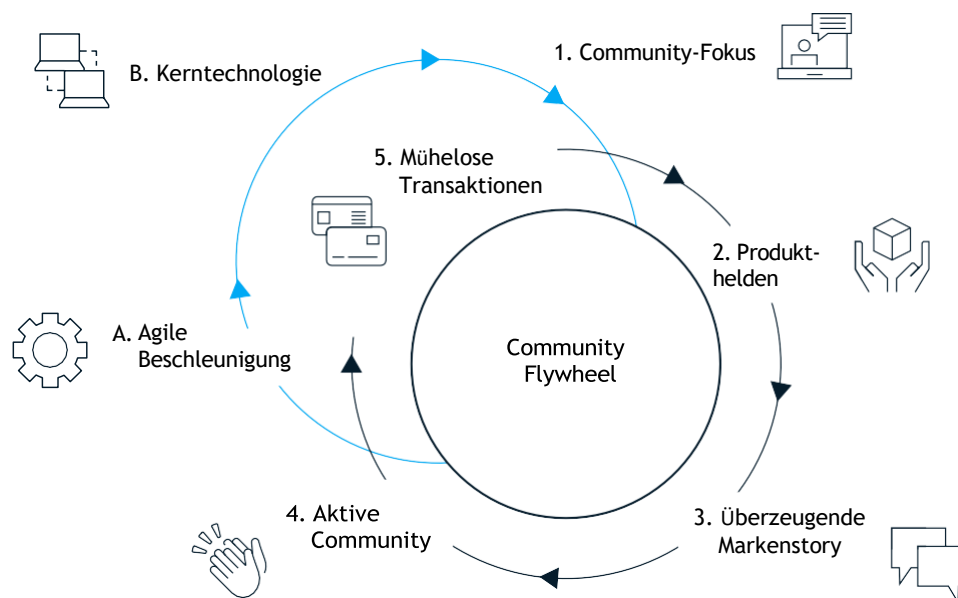 1. Community-Fokus
B. Kerntechnologie
5. Mühelose
Transaktionen
2. Produkt-
helden
A. Agile
Beschleunigung
Community
Flywheel
4. Aktive
Community
3. Überzeugende
Markenstory